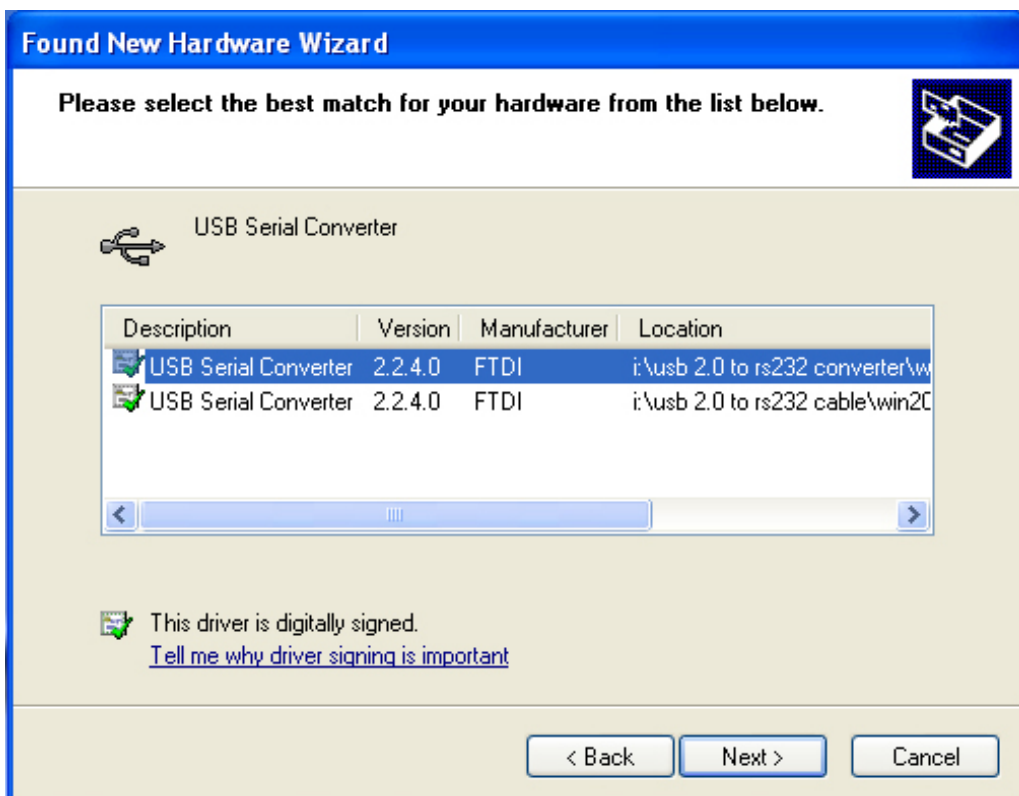 Found New Hardware Wizard
Please select the best match for your hardware from the list below.
USB Serial Converter
Description Version Manufacturer Location
USB Serial Converter 2.2.4.0 FTDI i:\usb 2.0 to rs232 converter\w
USB Serial Converter 2.2.4.0 FTDI i:\usb 2.0 to rs232 cable\win20
This driver is digitally signed.
Tell me why driver signing is important
< Back Next > Cancel